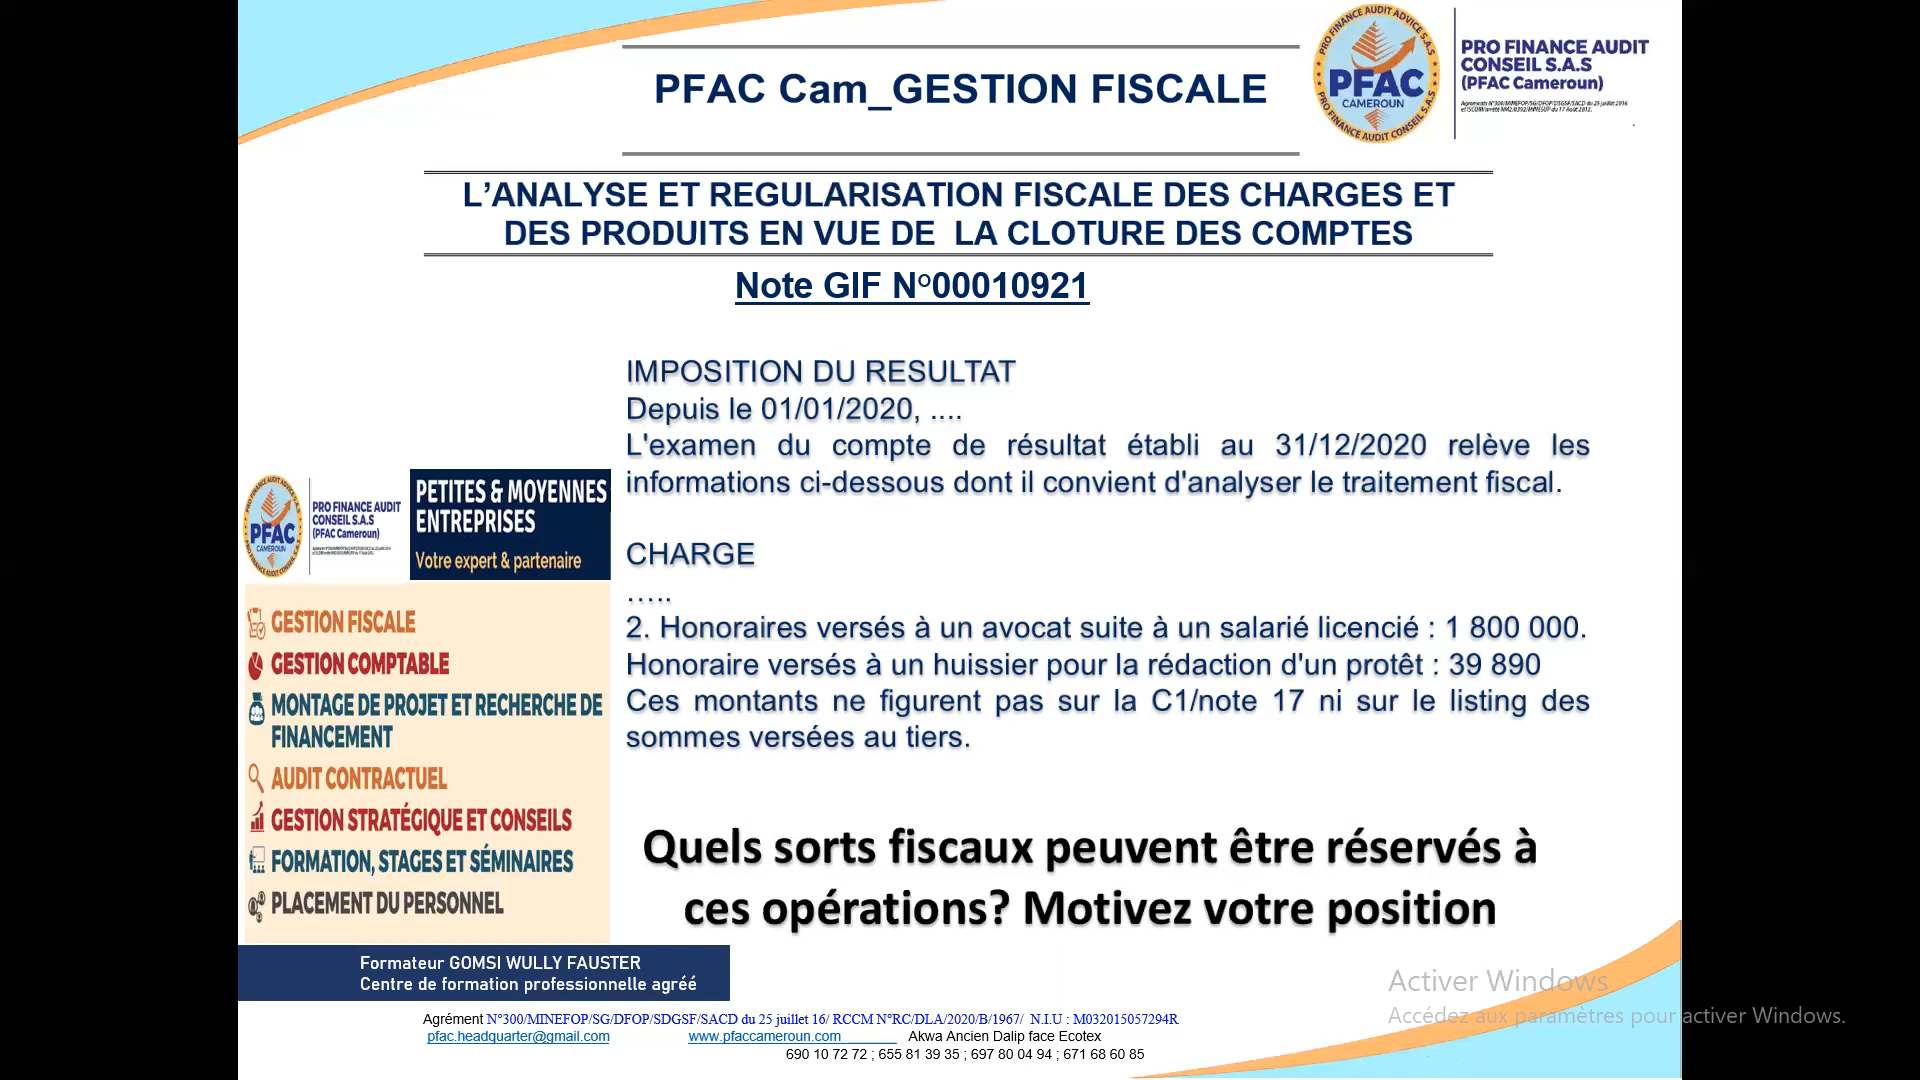 PFAC Cam_GESTION FISCALE
PRO FINANCE AUDIT ADVICE S.A.S
PFAC
CAMEROUN
PRO FINANCE AUDIT CONSEIL S.A.S
PRO FINANCE AUDIT
CONSEIL S.A.S
(PFAC Cameroun)
L’ANALYSE ET REGULARISATION FISCALE DES CHARGES ET
DES PRODUITS EN VUE DE LA CLOTURE DES COMPTES
Note GIF N°00010921
IMPOSITION DU RESULTAT
Depuis le 01/01/2020, ....
L'examen du compte de résultat établi au 31/12/2020 relève les
informations ci-dessous dont il convient d'analyser le traitement fiscal.
CHARGE
…..
2. Honoraires versés à un avocat suite à un salarié licencié : 1 800 000.
Honoraire versés à un huissier pour la rédaction d'un protêt : 39 890
Ces montants ne figurent pas sur la C1/note 17 ni sur le listing des
sommes versées au tiers.
Quels sorts fiscaux peuvent être réservés à
ces opérations? Motivez votre position
PFAC
CAMEROUN
PRO FINANCE AUDIT
CONSEIL S.A.S
(PFAC Cameroun)
PETITES & MOYENNES
ENTREPRISES
Votre expert & partenaire
GESTION FISCALE
GESTION COMPTABLE
MONTAGE DE PROJET ET RECHERCHE DE
FINANCEMENT
AUDIT CONTRACTUEL
GESTION STRATÉGIQUE ET CONSEILS
FORMATION, STAGES ET SÉMINAIRES
PLACEMENT DU PERSONNEL
Formateur GOMSI WULLY FAUSTER
Centre de formation professionnelle agréé
Agrément N°300/MINEFOP/SG/DFOP/SDGSF/SACD du 25 juillet 16/ RCCM N°RC/DLA/2020/B/1967/ N.I.U : M032015057294R
pfac.headquarter@gmail.com www.pfaccameroun.com Akwa Ancien Dalip face Ecotex
690 10 72 72 ; 655 81 39 35 ; 697 80 04 94 ; 671 68 60 85
Activer Windows
Accédez aux paramètres pour activer Windows.